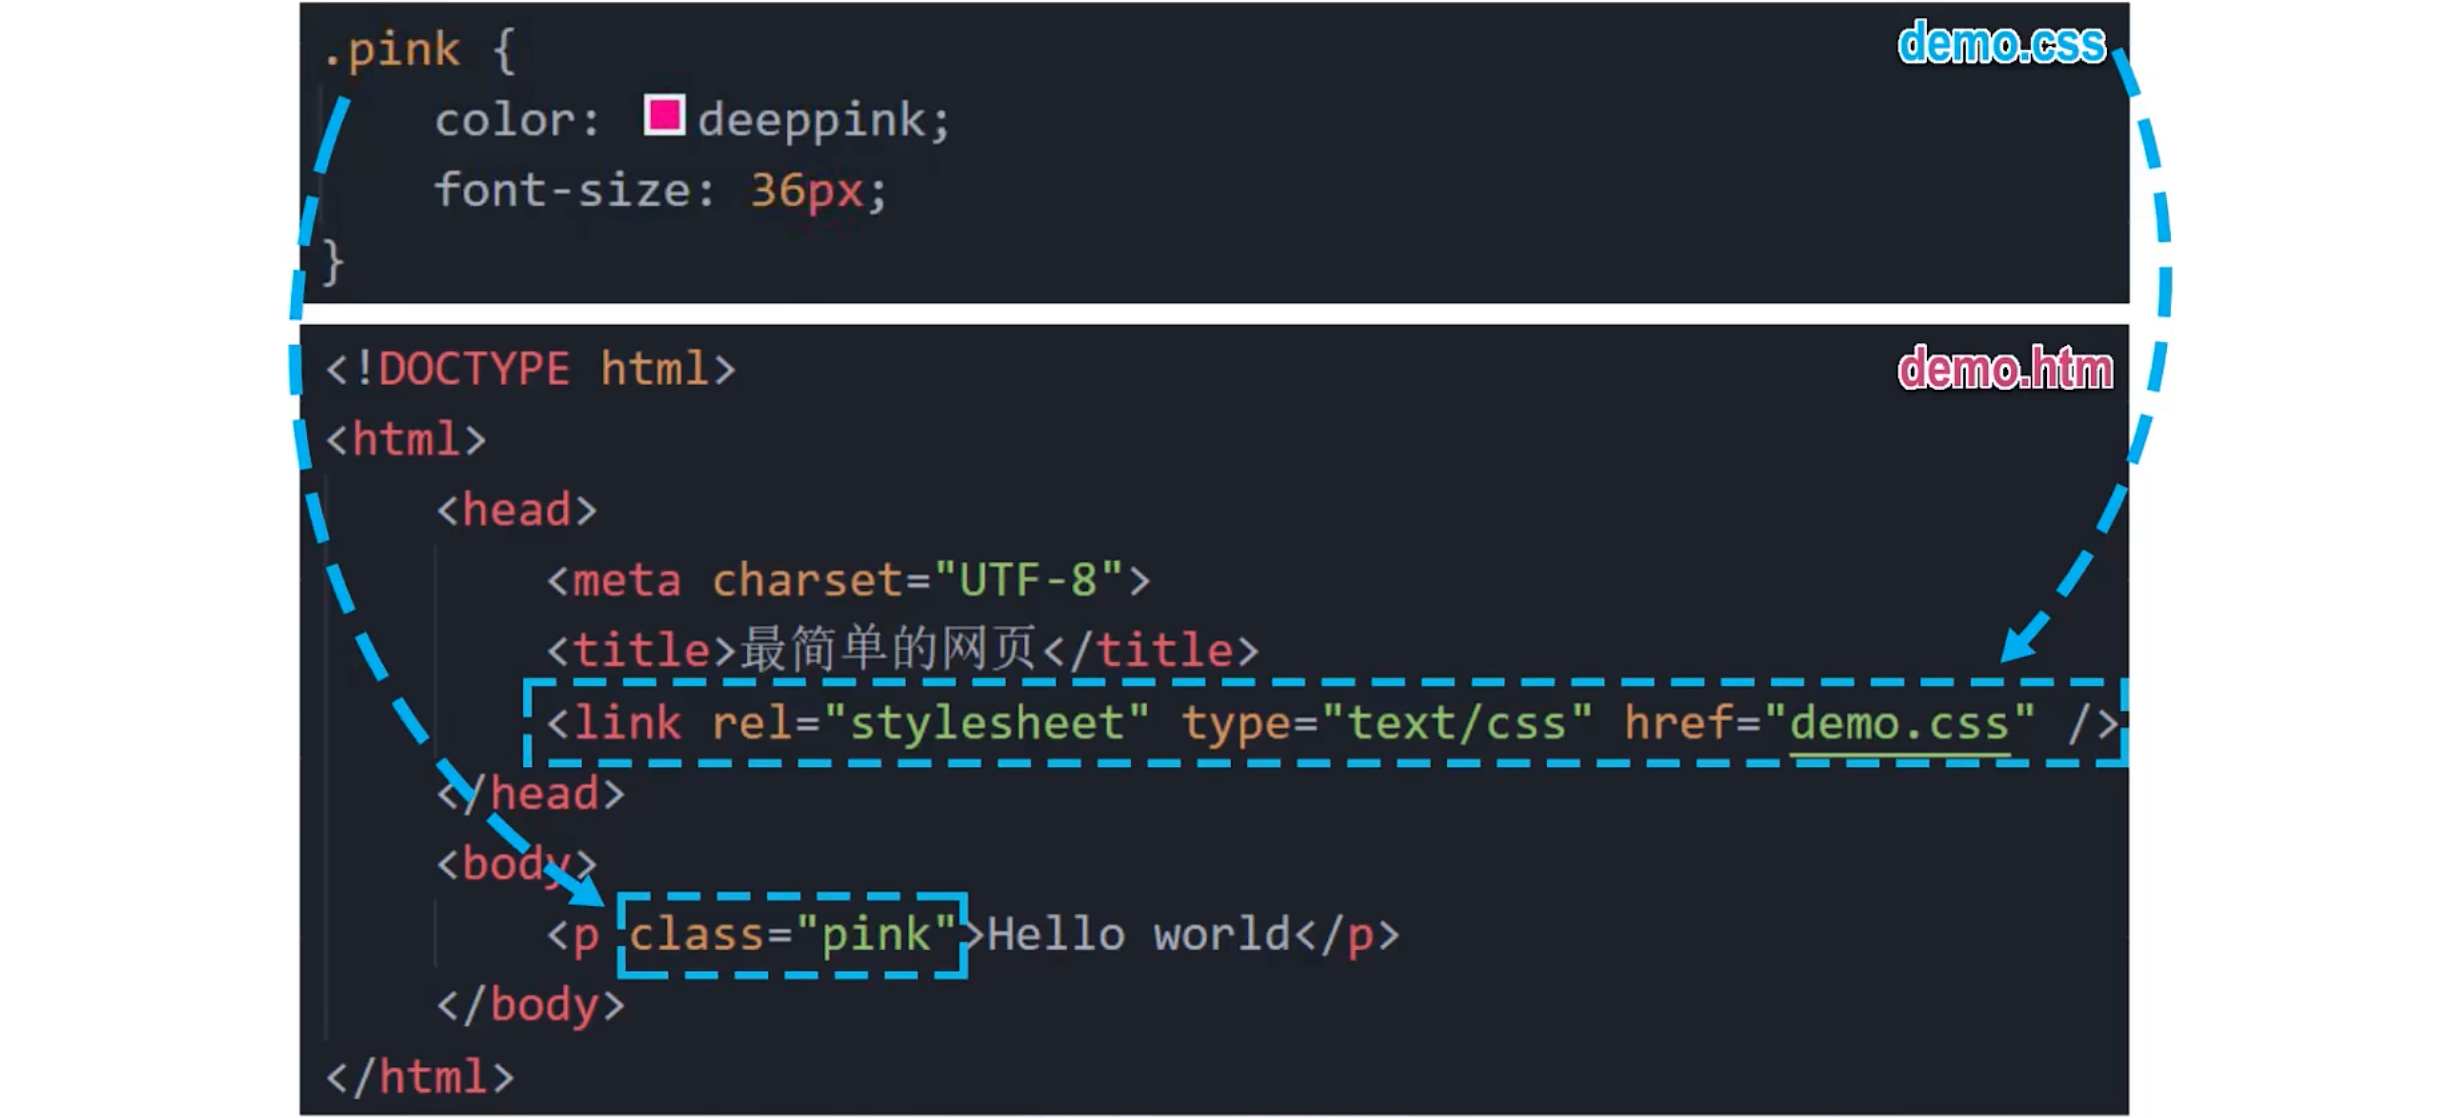 .pink { demo.css
color: deeppink;
font-size: 36px;
}
<!DOCTYPE html> demo.htm
<html>
<head>
<meta charset="UTF-8">
<title>最简单的网页</title>
<link rel="stylesheet" type="text/css" href="demo.css" />
</head>
<body>
<p class="pink">Hello world</p>
</body>
</html>